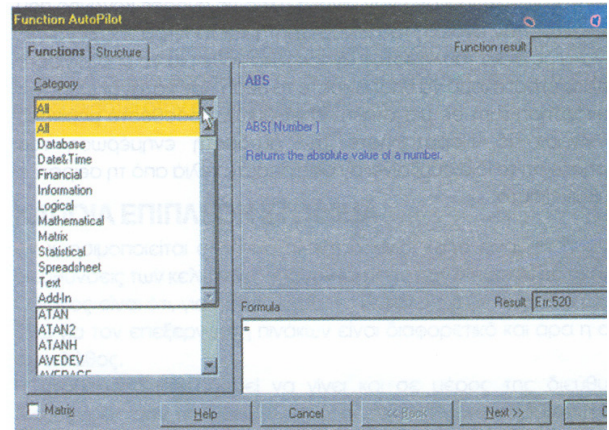 Function AutoPilot
Functions Structure
Function result
Category
All
All
Database
Date&Time
Financial
Information
Logical
Mathematical
Matrix
Statistical
Spreadsheet
Text
Add-In
ATAN
ATAN2
ATANH
AVEDEV
AVERAGE
ABS
ABS( Number )
Returns the absolute value of a number.
Formula
Result Err:520
=
Matrix
Help
Cancel
<< Back
Next >>